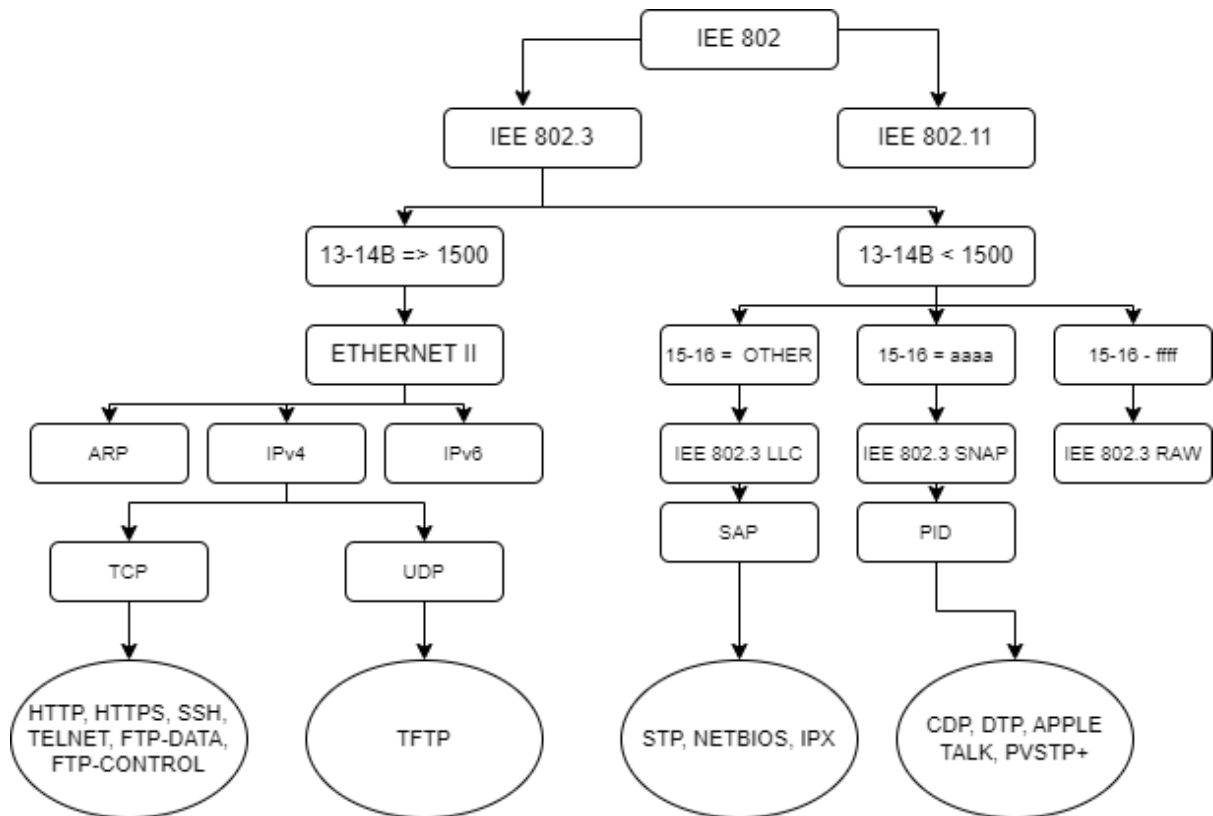 IEE 802
IEE 802.3
IEE 802.11
13-14B => 1500
13-14B < 1500
ETHERNET II
15-16 =  OTHER
15-16 = aaaa
15-16 - ffff
ARP
IPv4
IPv6
IEE 802.3 LLC
IEE 802.3 SNAP
IEE 802.3 RAW
SAP
PID
TCP
UDP
HTTP, HTTPS, SSH,
TELNET, FTP-DATA,
FTP-CONTROL
TFTP
STP, NETBIOS, IPX
CDP, DTP, APPLE
TALK, PVSTP+